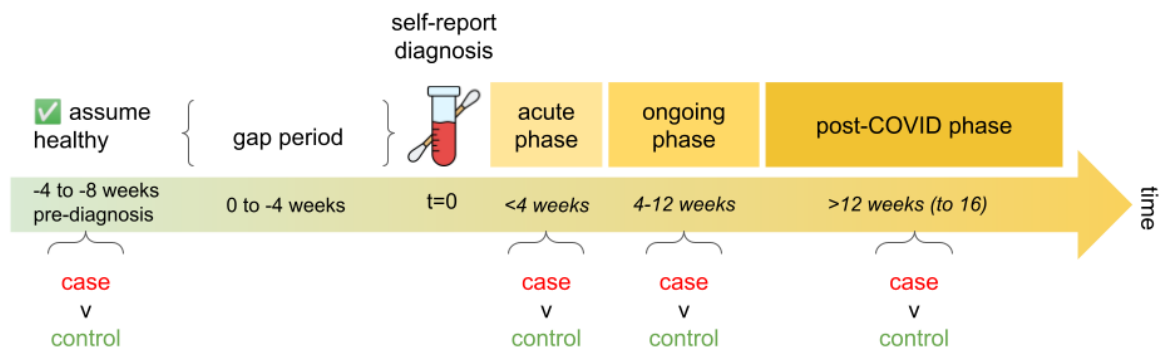 self-report
diagnosis
✅ assume
healthy
gap period
acute
phase
ongoing
phase
post-COVID phase
-4 to -8 weeks
pre-diagnosis
0 to -4 weeks
t=0
<4 weeks
4-12 weeks
>12 weeks (to 16)
time
case
v
control
case
v
control
case
v
control
case
v
control